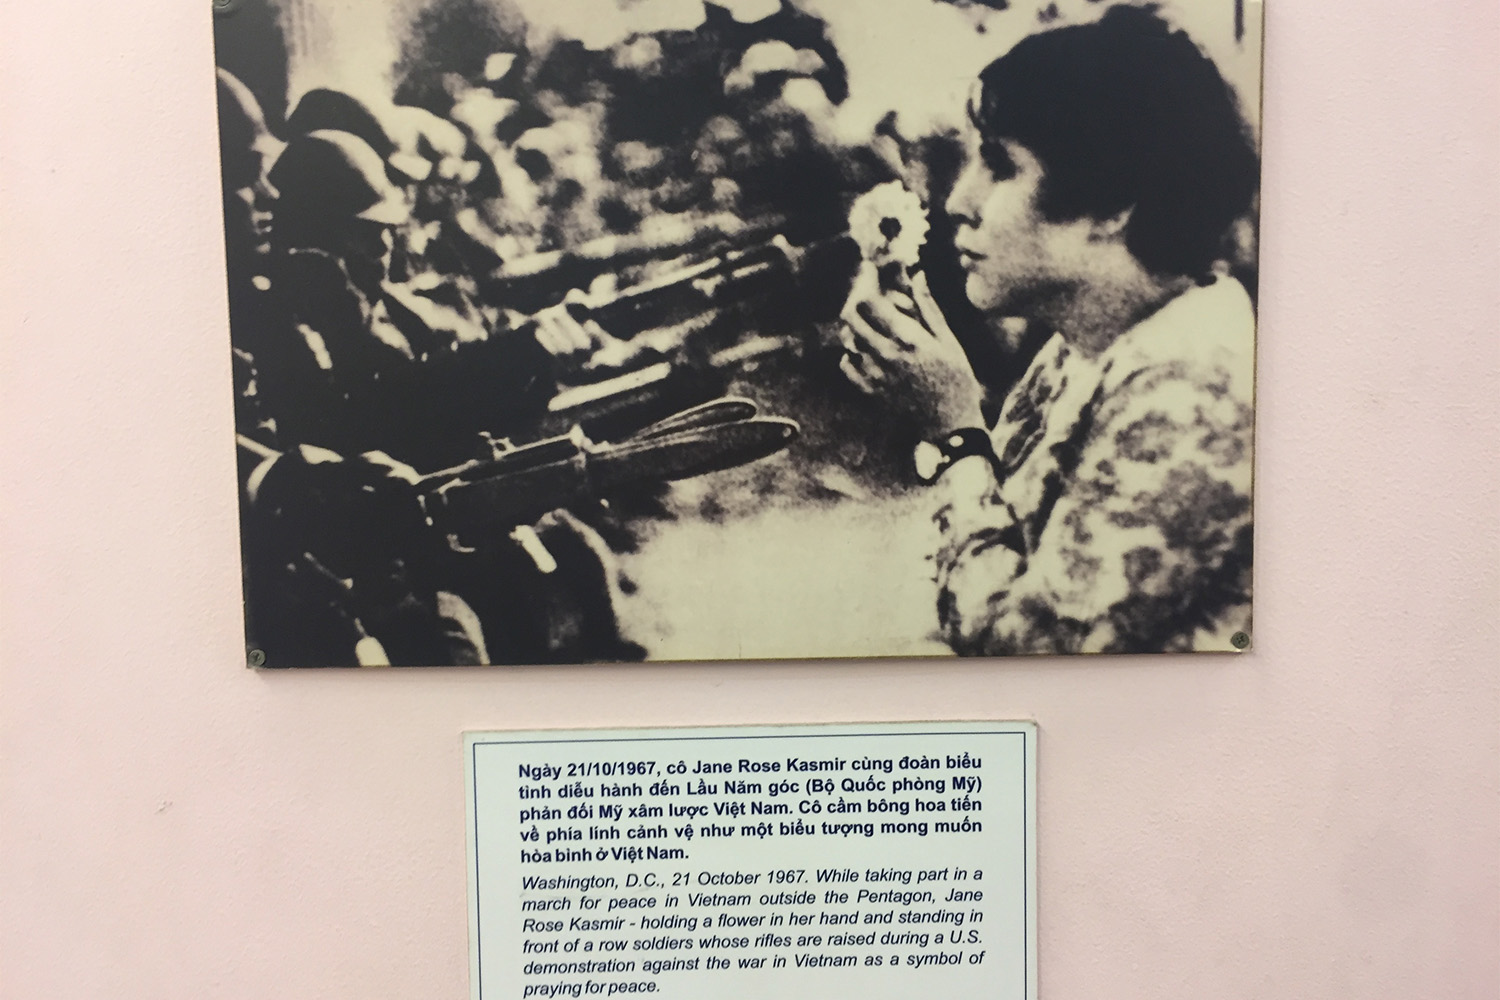 Ngày 21/10/1967, cô Jane Rose Kasmir cùng đoàn biểu
tình diễu hành đến Lầu Năm góc (Bộ Quốc phòng Mỹ)
phản đối Mỹ xâm lược Việt Nam. Cô cầm bông hoa tiến
về phía lính cảnh vệ như một biểu tượng mong muốn
hòa bình ở Việt Nam.
Washington, D.C., 21 October 1967. While taking part in a
march for peace in Vietnam outside the Pentagon, Jane
Rose Kasmir - holding a flower in her hand and standing in
front of a row soldiers whose rifles are raised during a U.S.
demonstration against the war in Vietnam as a symbol of
praying for peace.